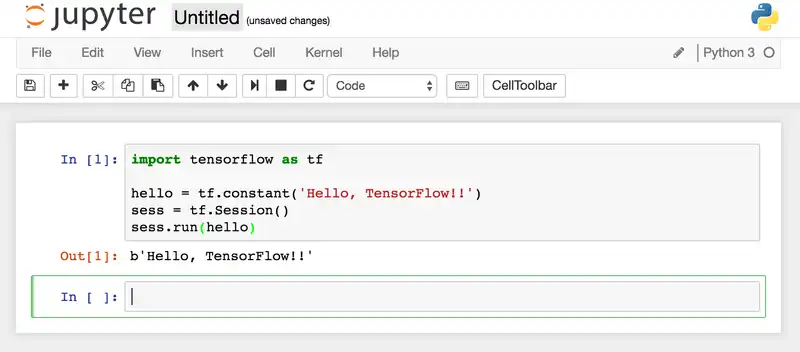 jupyter Untitled (unsaved changes)
File Edit View Insert Cell Kernel Help Python 3
Code CellToolbar
In [1]: import tensorflow as tf
hello = tf.constant('Hello, TensorFlow!!')
sess = tf.Session()
sess.run(hello)
Out[1]: b'Hello, TensorFlow!!'
In [ ]: